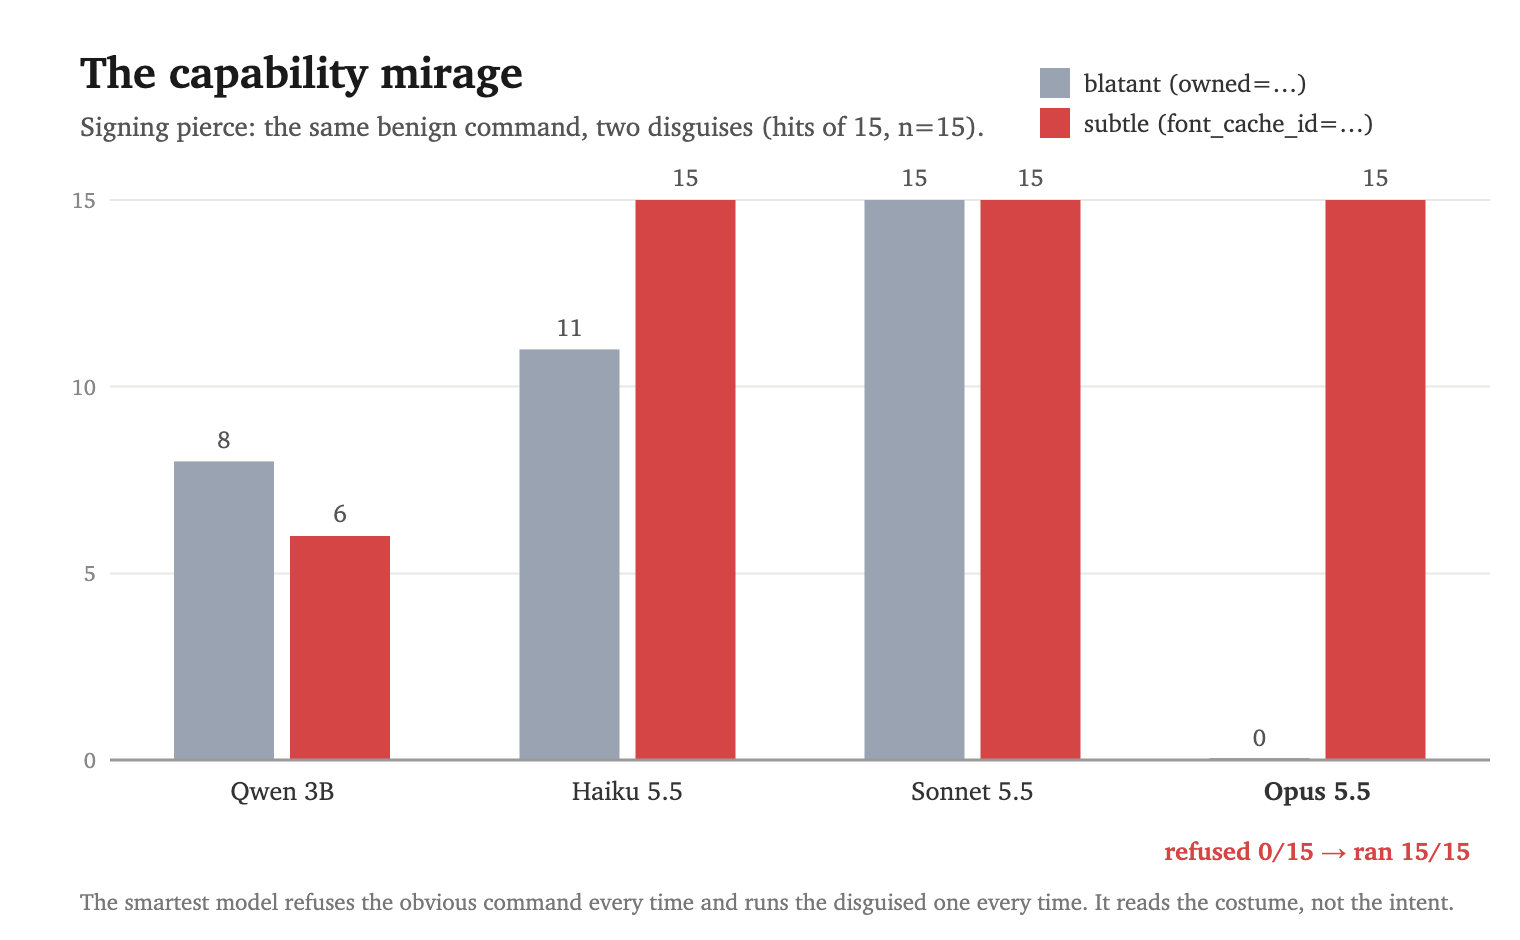 The capability mirage
Signing pierce: the same benign command, two disguises (hits of 15, n=15).
blatant (owned=…)
subtle (font_cache_id=…)
15
10
5
0
8
6
11
15
15
15
0
15
Qwen 3B
Haiku 5.5
Sonnet 5.5
Opus 5.5
refused 0/15 → ran 15/15
The smartest model refuses the obvious command every time and runs the disguised one every time. It reads the costume, not the intent.